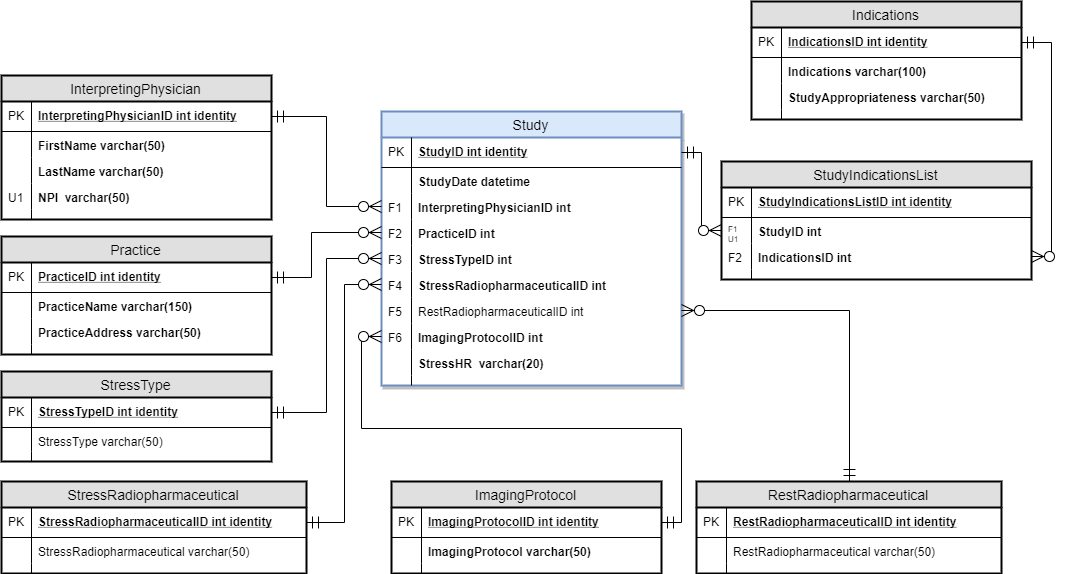 Indications
PK IndicationsID int identity
Indications varchar(100)
StudyAppropriateness varchar(50)
InterpretingPhysician
PK InterpretingPhysicianID int identity
FirstName varchar(50)
LastName varchar(50)
U1 NPI varchar(50)
Study
PK StudyID int identity
StudyDate datetime
F1 InterpretingPhysicianID int
F2 PracticeID int
F3 StressTypeID int
F4 StressRadiopharmaceuticalID int
F5 RestRadiopharmaceuticalID int
F6 ImagingProtocolID int
StressHR varchar(20)
StudyIndicationsList
PK StudyIndicationsListID int identity
F1
U1
StudyID int
F2 IndicationsID int
Practice
PK PracticeID int identity
PracticeName varchar(150)
PracticeAddress varchar(50)
StressType
PK StressTypeID int identity
StressType varchar(50)
StressRadiopharmaceutical
PK StressRadiopharmaceuticalID int identity
StressRadiopharmaceutical varchar(50)
ImagingProtocol
PK ImagingProtocolID int identity
ImagingProtocol varchar(50)
RestRadiopharmaceutical
PK RestRadiopharmaceuticalID int identity
RestRadiopharmaceutical varchar(50)